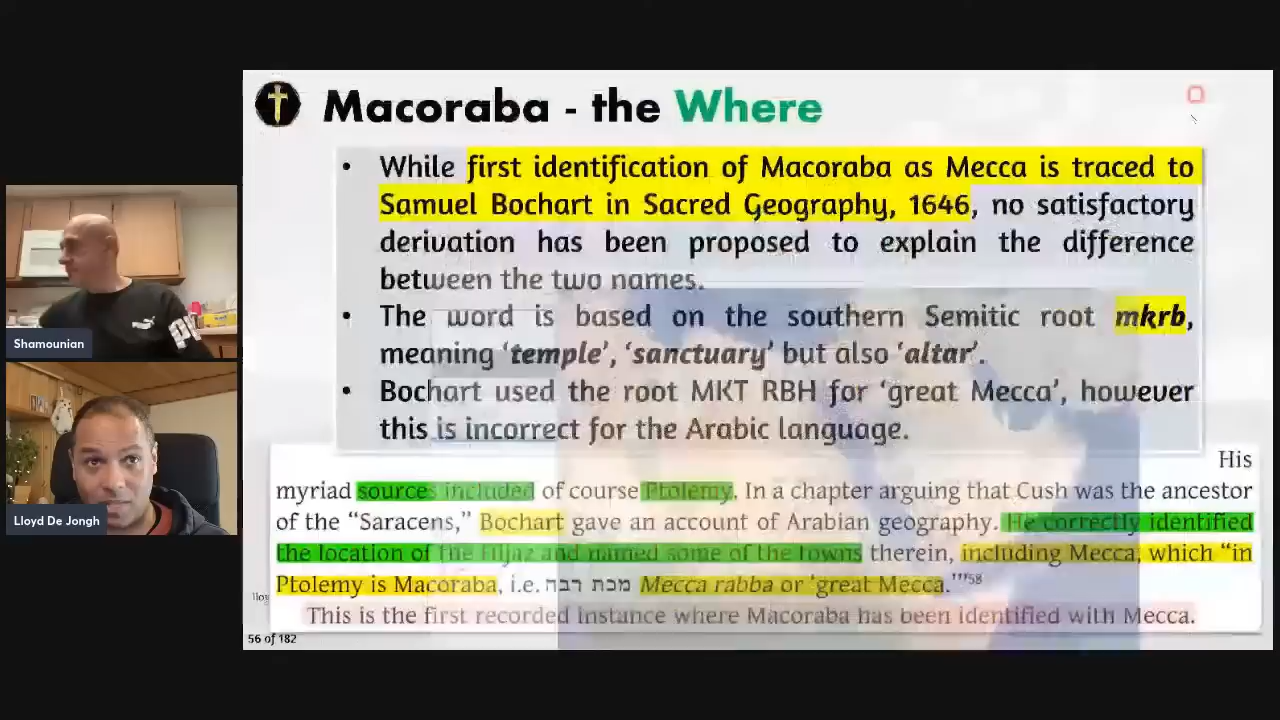 Macoraba - the Where
• While first identification of Macoraba as Mecca is traced to
Samuel Bochart in Sacred Geography, 1646, no satisfactory
derivation has been proposed to explain the difference
between the two names.
• The word is based on the southern Semitic root mkrb,
meaning ‘temple’, ‘sanctuary’ but also ‘altar’.
• Bochart used the root MKT RBH for ‘great Mecca’, however
this is incorrect for the Arabic language.
His
myriad sources included of course Ptolemy. In a chapter arguing that Cush was the ancestor
of the “Saracens,” Bochart gave an account of Arabian geography. He correctly identified
the location of the Hijaz and named some of the towns therein, including Mecca, which “in
Ptolemy is Macoraba, i.e. מכת רבה Mecca rabba or ‘great Mecca.’”58
This is the first recorded instance where Macoraba has been identified with Mecca.
56 of 182
Shamounian
Lloyd De Jongh